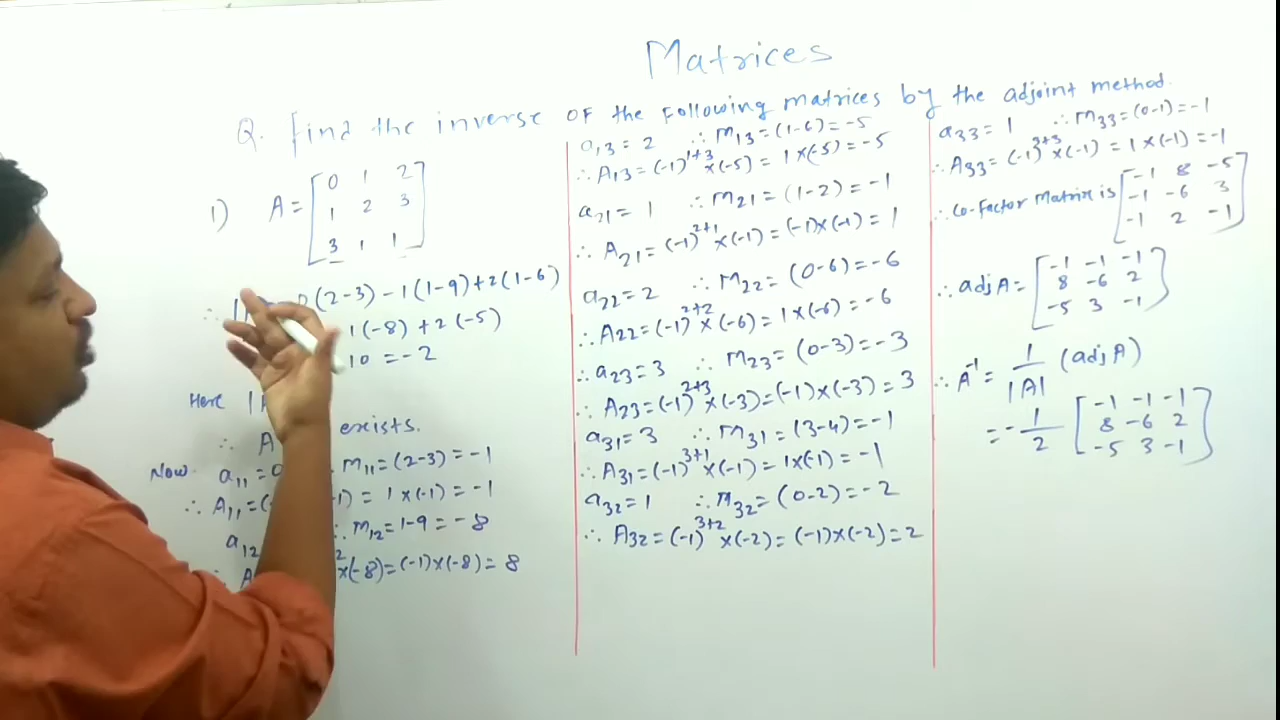 Matrices
Q. Find the inverse of the following matrices by the adjoint method.
1) A = [ 0 1 2
1 2 3
3 1 1 ]
∴ |A 0(2-3) - 1(1-9) + 2(1-6)
1(-8) + 2(-5)
10 = -2
Here |A
∴ A exists.
Now a₁₁ = 0 ∴ M₁₁ = (2-3) = -1
∴ A₁₁ = (- -1) = 1 × (-1) = -1
a₁₂ ∴ M₁₂ = 1-9 = -8
∴ A ² × (-8) = (-1) × (-8) = 8
a₁₃ = 2 ∴ M₁₃ = (1-6) = -5
∴ A₁₃ = (-1)¹⁺³ × (-5) = 1 × (-5) = -5
a₂₁ = 1 ∴ M₂₁ = (1-2) = -1
∴ A₂₁ = (-1)²⁺¹ × (-1) = (-1) × (-1) = 1
a₂₂ = 2 ∴ M₂₂ = (0-6) = -6
∴ A₂₂ = (-1)²⁺² × (-6) = 1 × (-6) = -6
∴ a₂₃ = 3 ∴ M₂₃ = (0-3) = -3
∴ A₂₃ = (-1)²⁺³ × (-3) = (-1) × (-3) = 3
a₃₁ = 3 ∴ M₃₁ = (3-4) = -1
∴ A₃₁ = (-1)³⁺¹ × (-1) = 1 × (-1) = -1
a₃₂ = 1 ∴ M₃₂ = (0-2) = -2
∴ A₃₂ = (-1)³⁺² × (-2) = (-1) × (-2) = 2
a₃₃ = 1 ∴ M₃₃ = (0-1) = -1
∴ A₃₃ = (-1)³⁺³ × (-1) = 1 × (-1) = -1
∴ Co-factor Matrix is [ -1 8 -5
-1 -6 3
-1 2 -1 ]
∴ adj A = [ -1 -1 -1
8 -6 2
-5 3 -1 ]
∴ A⁻¹ = 1/|A| (adj A)
= - 1/2 [ -1 -1 -1
8 -6 2
-5 3 -1 ]